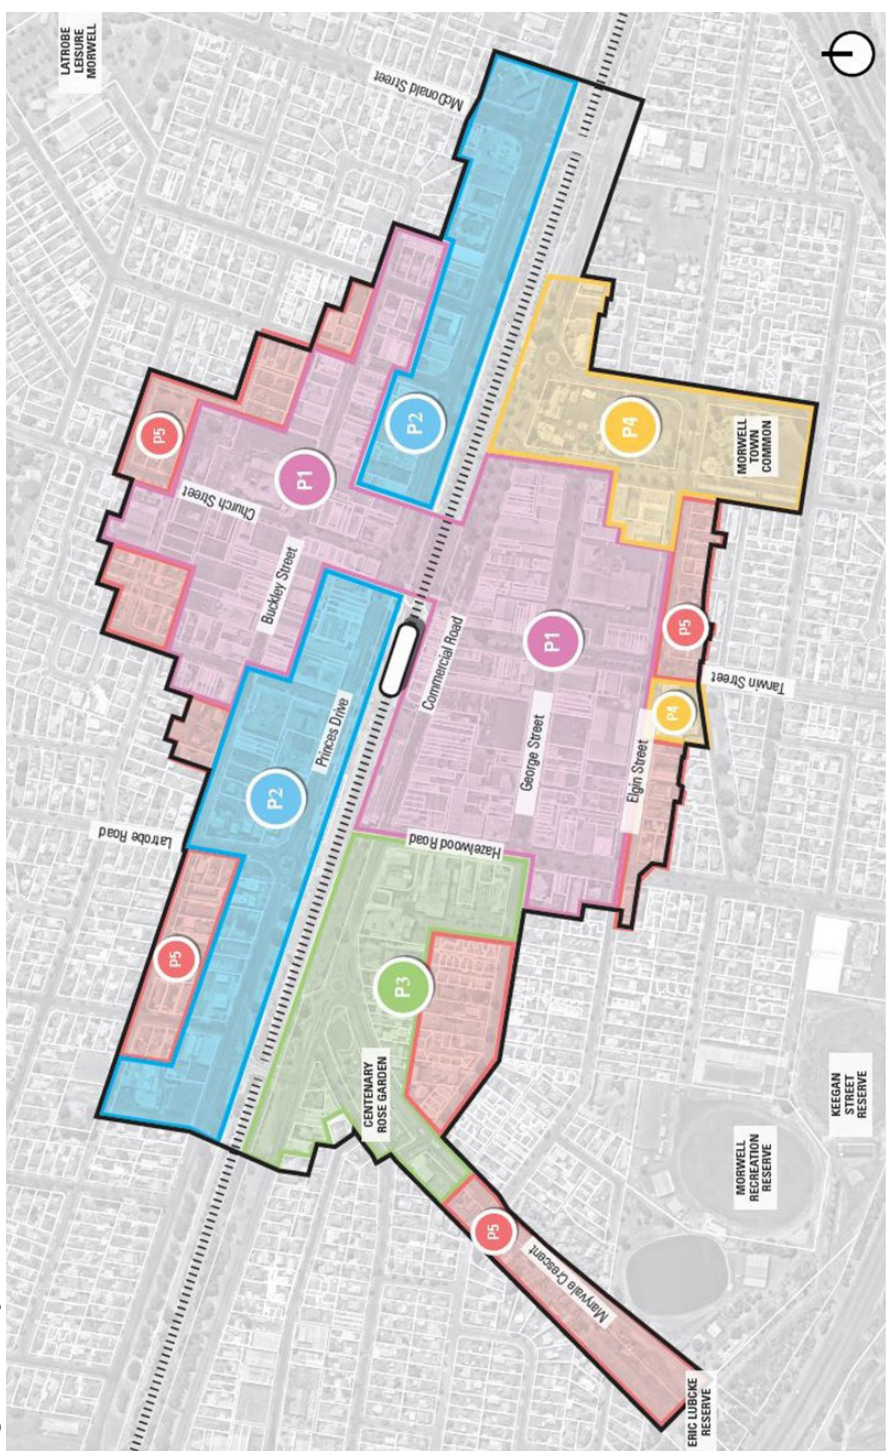 LATROBE
LEISURE
MORWELL
McDonald Street
P5
P1
P2
Church Street
Buckley Street
P4
MORWELL
TOWN
COMMON
Princes Drive
Commercial Road
P1
P5
Tarwin Street
P4
P2
George Street
Elgin Street
Latrobe Road
Hazelwood Road
P5
P3
CENTENARY
ROSE GARDEN
P5
Maryvale Crescent
MORWELL
RECREATION
RESERVE
KEEGAN
STREET
RESERVE
ERIC LUBCKE
RESERVE